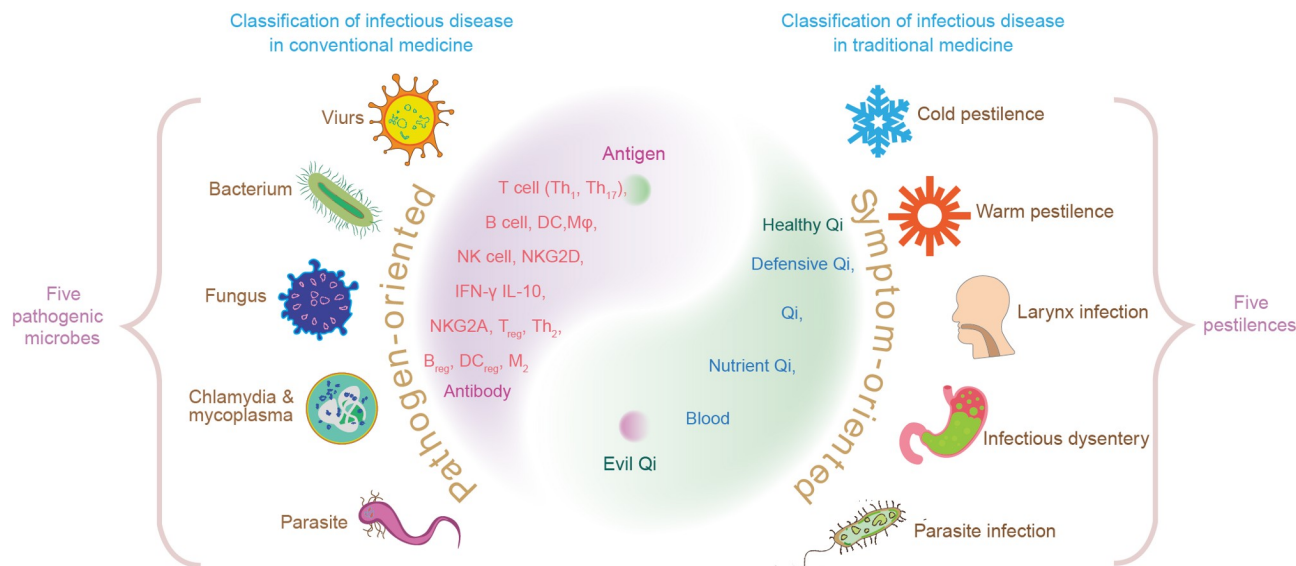 Classification of infectious disease
in conventional medicine
Classification of infectious disease
in traditional medicine
Viurs
Bacterium
Fungus
Chlamydia &
mycoplasma
Parasite
Five
pathogenic
microbes
Pathogen-oriented
Antigen
T cell (Th1, Th17),
B cell, DC,Mφ,
NK cell, NKG2D,
IFN-γ IL-10,
NKG2A, Treg, Th2,
Breg, DCreg, M2
Antibody
Healthy Qi
Defensive Qi,
Qi,
Nutrient Qi,
Blood
Evil Qi
Symptom-oriented
Cold pestilence
Warm pestilence
Larynx infection
Infectious dysentery
Parasite infection
Five
pestilences